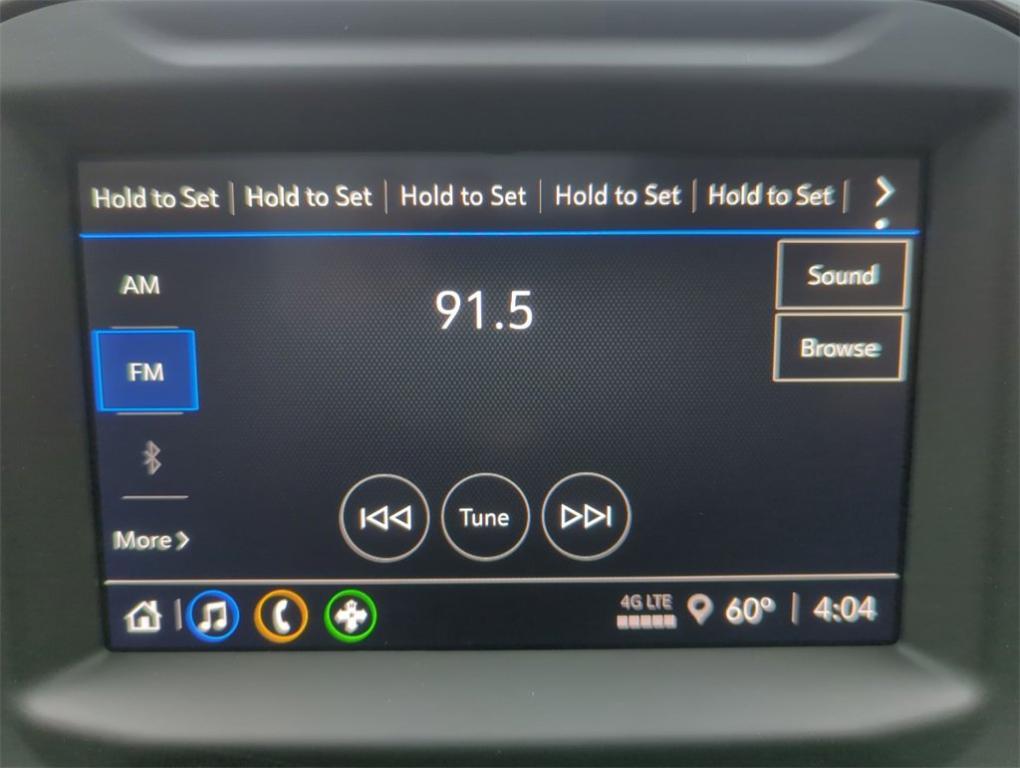 Hold to Set | Hold to Set | Hold to Set | Hold to Set | Hold to Set |
Sound
AM
91.5
Browse
FM
More
Tune
4G LTE
60° | 4:04